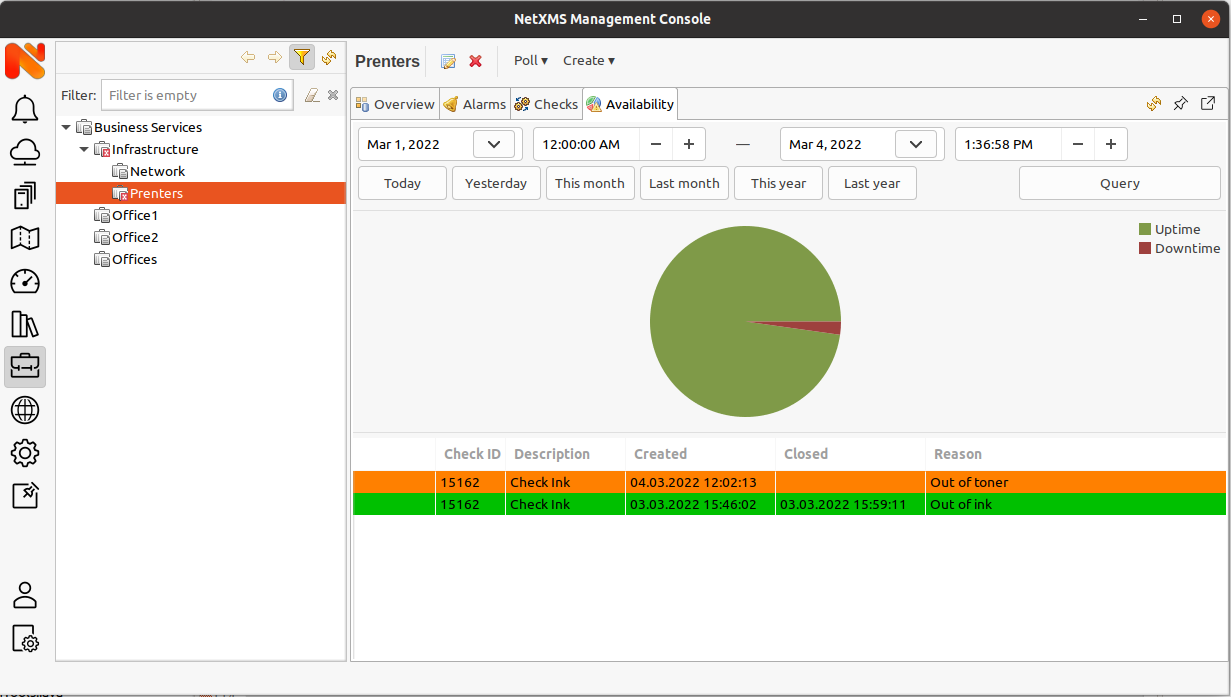 NetXMS Management Console
Prenters
Poll ▾ Create ▾
Filter: Filter is empty
Overview Alarms Checks Availability
Business Services
Infrastructure
Network
Prenters
Office1
Office2
Offices
Mar 1, 2022 12:00:00 AM — Mar 4, 2022 1:36:58 PM
Today Yesterday This month Last month This year Last year Query
Uptime
Downtime
Check ID Description Created Closed Reason
15162 Check Ink 04.03.2022 12:02:13 Out of toner
15162 Check Ink 03.03.2022 15:46:02 03.03.2022 15:59:11 Out of ink